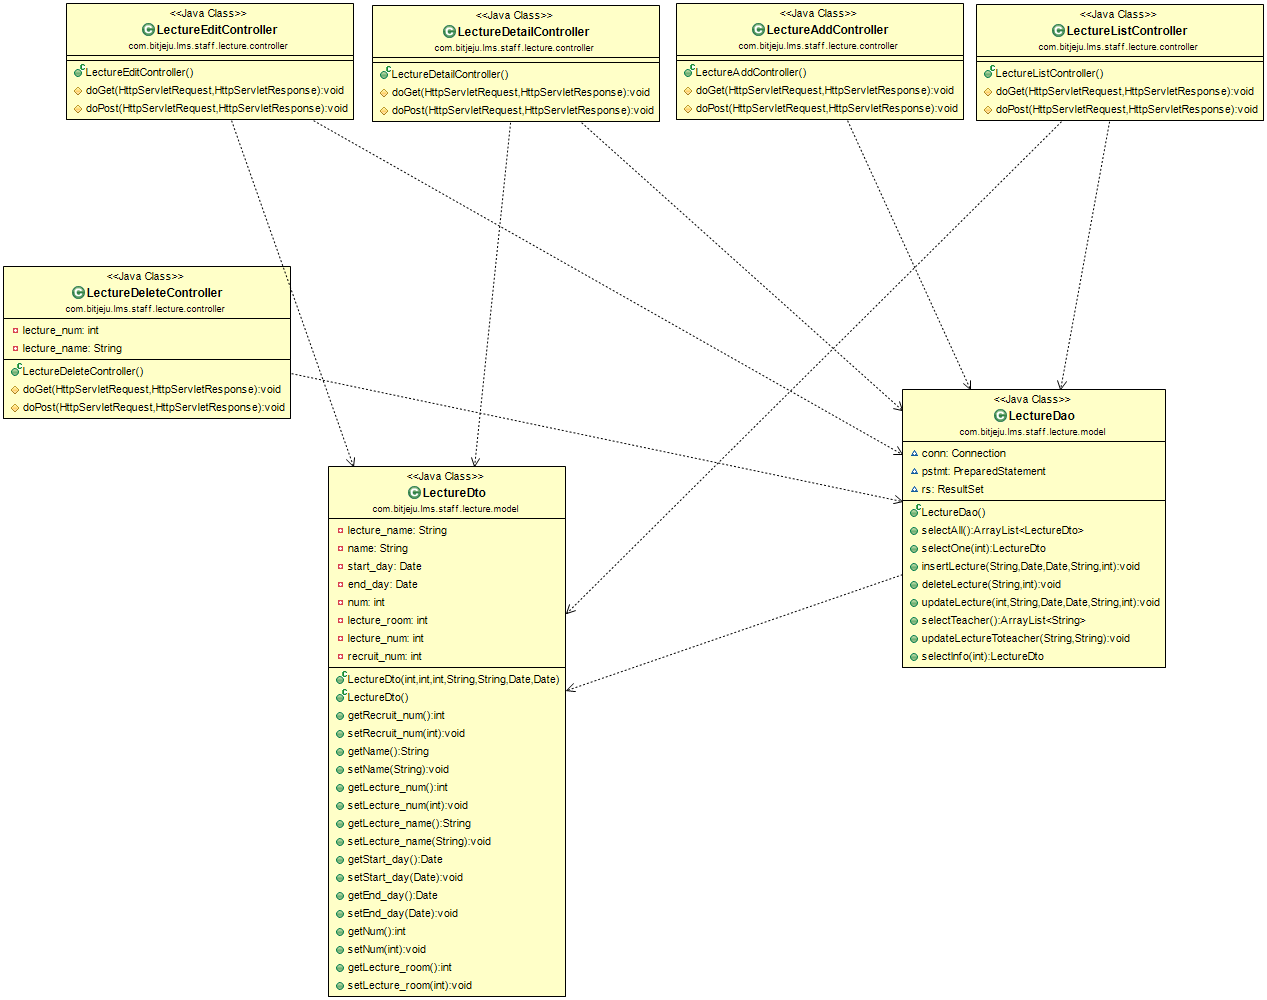 <<Java Class>>
LectureEditController
com.bitjeju.lms.staff.lecture.controller
LectureEditController()
doGet(HttpServletRequest,HttpServletResponse):void
doPost(HttpServletRequest,HttpServletResponse):void
<<Java Class>>
LectureDetailController
com.bitjeju.lms.staff.lecture.controller
LectureDetailController()
doGet(HttpServletRequest,HttpServletResponse):void
doPost(HttpServletRequest,HttpServletResponse):void
<<Java Class>>
LectureAddController
com.bitjeju.lms.staff.lecture.controller
LectureAddController()
doGet(HttpServletRequest,HttpServletResponse):void
doPost(HttpServletRequest,HttpServletResponse):void
<<Java Class>>
LectureListController
com.bitjeju.lms.staff.lecture.controller
LectureListController()
doGet(HttpServletRequest,HttpServletResponse):void
doPost(HttpServletRequest,HttpServletResponse):void
<<Java Class>>
LectureDeleteController
com.bitjeju.lms.staff.lecture.controller
lecture_num: int
lecture_name: String
LectureDeleteController()
doGet(HttpServletRequest,HttpServletResponse):void
doPost(HttpServletRequest,HttpServletResponse):void
<<Java Class>>
LectureDao
com.bitjeju.lms.staff.lecture.model
conn: Connection
pstmt: PreparedStatement
rs: ResultSet
LectureDao()
selectAll():ArrayList<LectureDto>
selectOne(int):LectureDto
insertLecture(String,Date,Date,String,int):void
deleteLecture(String,int):void
updateLecture(int,String,Date,Date,String,int):void
selectTeacher():ArrayList<String>
updateLectureToteacher(String,String):void
selectInfo(int):LectureDto
<<Java Class>>
LectureDto
com.bitjeju.lms.staff.lecture.model
lecture_name: String
name: String
start_day: Date
end_day: Date
num: int
lecture_room: int
lecture_num: int
recruit_num: int
LectureDto(int,int,int,String,String,Date,Date)
LectureDto()
getRecruit_num():int
setRecruit_num(int):void
getName():String
setName(String):void
getLecture_num():int
setLecture_num(int):void
getLecture_name():String
setLecture_name(String):void
getStart_day():Date
setStart_day(Date):void
getEnd_day():Date
setEnd_day(Date):void
getNum():int
setNum(int):void
getLecture_room():int
setLecture_room(int):void